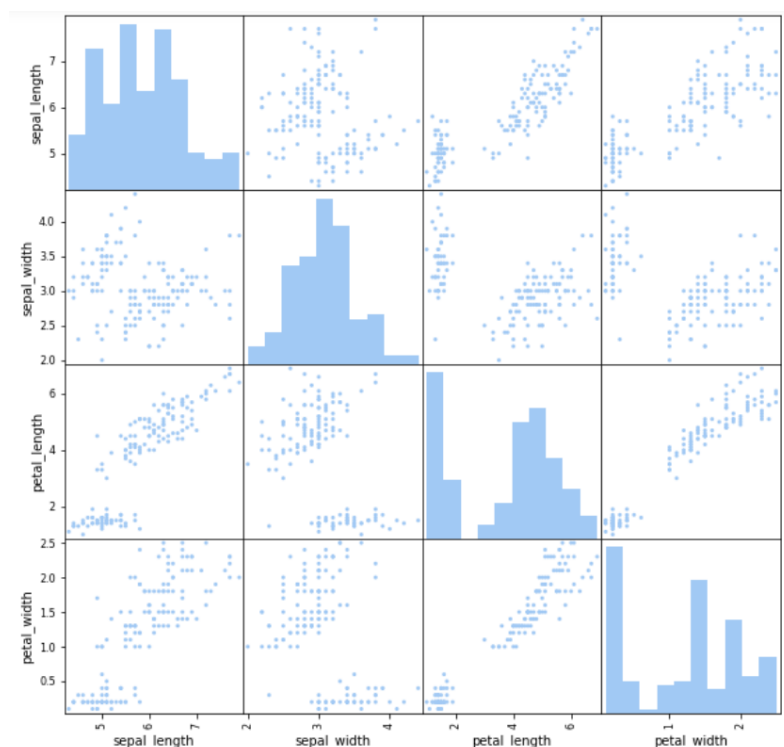 sepal_length
7
6
5
sepal_width
4.0
3.5
3.0
2.5
2.0
petal_length
6
4
2
petal_width
2.5
2.0
1.5
1.0
0.5
5 6 7 2 3 4 2 4 6 1 2
sepal_length sepal_width petal_length petal_width